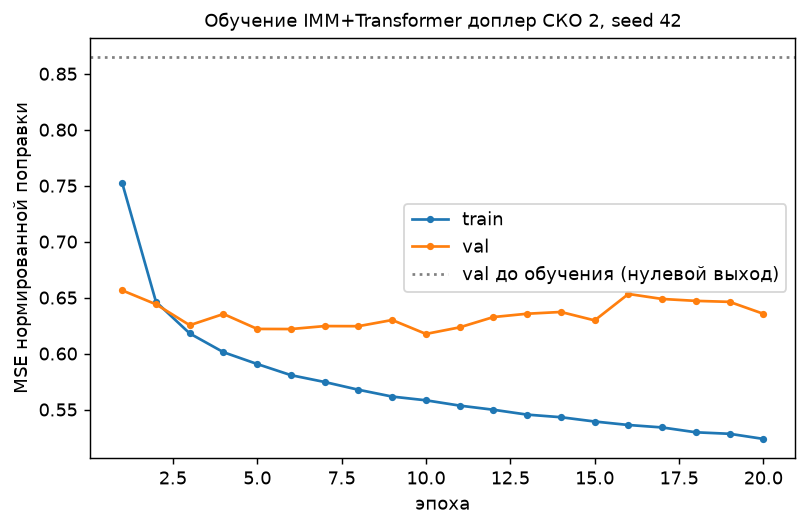 Обучение IMM+Transformer доплер СКО 2, seed 42
MSE нормированной поправки
0.85
0.80
0.75
0.70
0.65
0.60
0.55
train
val
val до обучения (нулевой выход)
2.5 5.0 7.5 10.0 12.5 15.0 17.5 20.0
эпоха